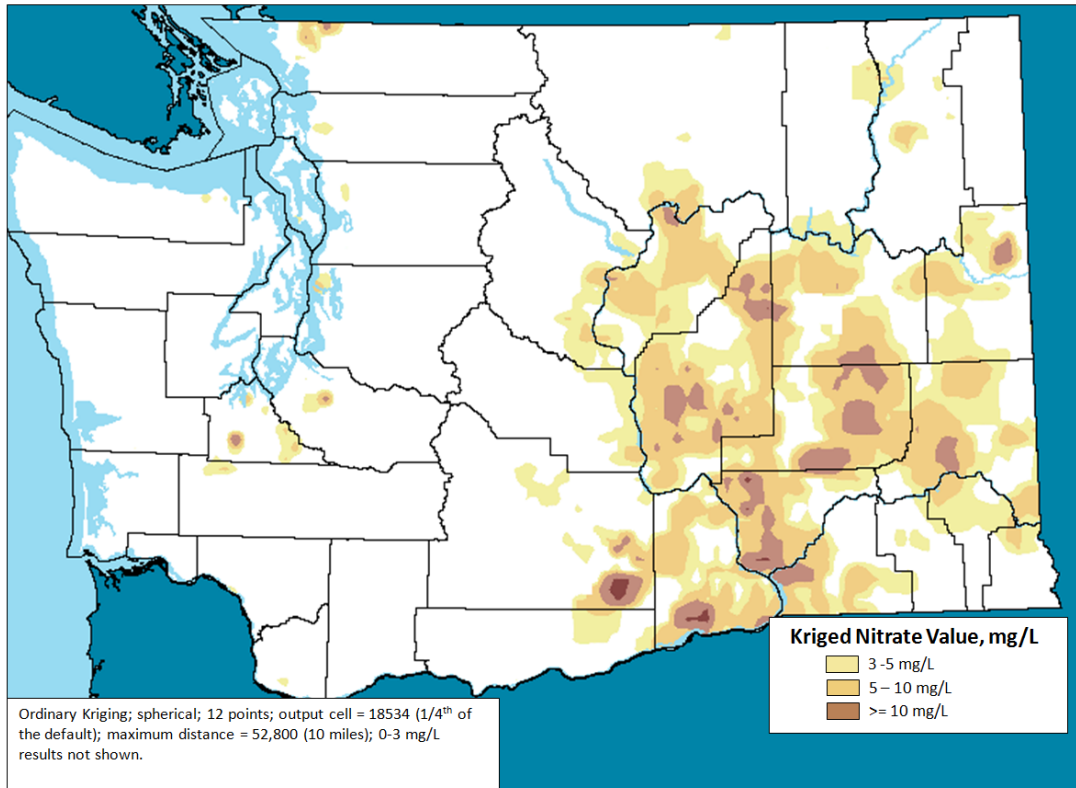 Kriged Nitrate Value, mg/L
3 -5 mg/L
5 – 10 mg/L
>= 10 mg/L
Ordinary Kriging; spherical; 12 points; output cell = 18534 (1/4th of
the default); maximum distance = 52,800 (10 miles); 0-3 mg/L
results not shown.